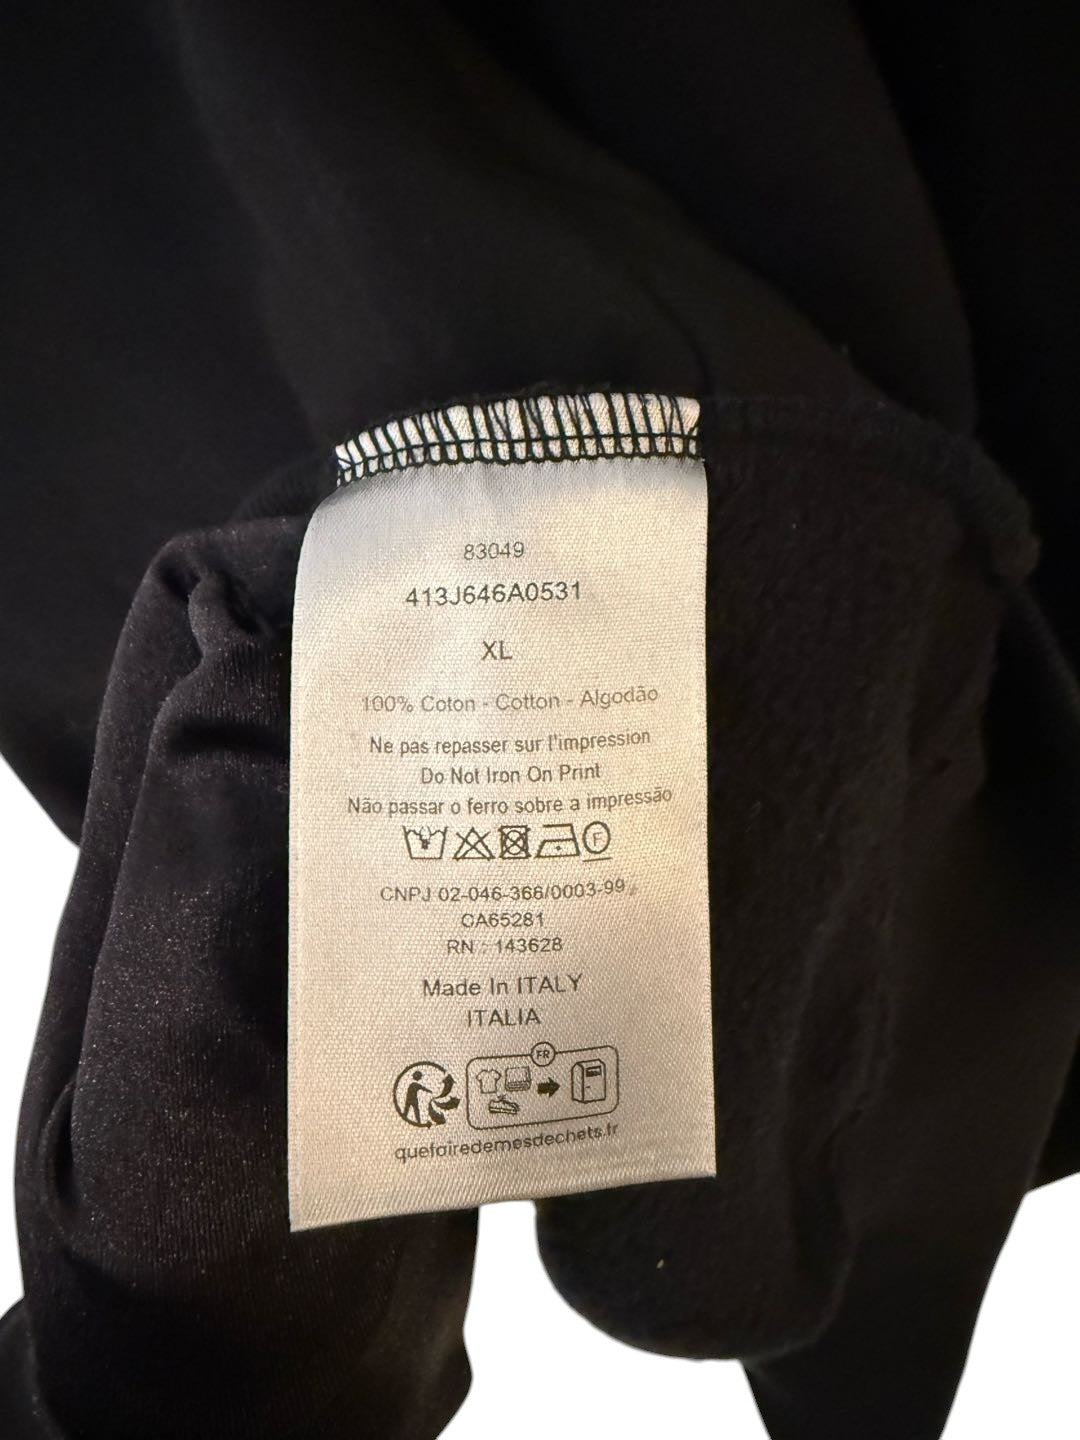 83049
413J646A0531
XL
100% Coton - Cotton - Algodão
Ne pas repasser sur l'impression
Do Not Iron On Print
Não passar o ferro sobre a impressão
F
CNPJ 02-046-366/0003-99
CA65281
RN : 143628
Made In ITALY
ITALIA
FR
quefairedemesdechets.fr